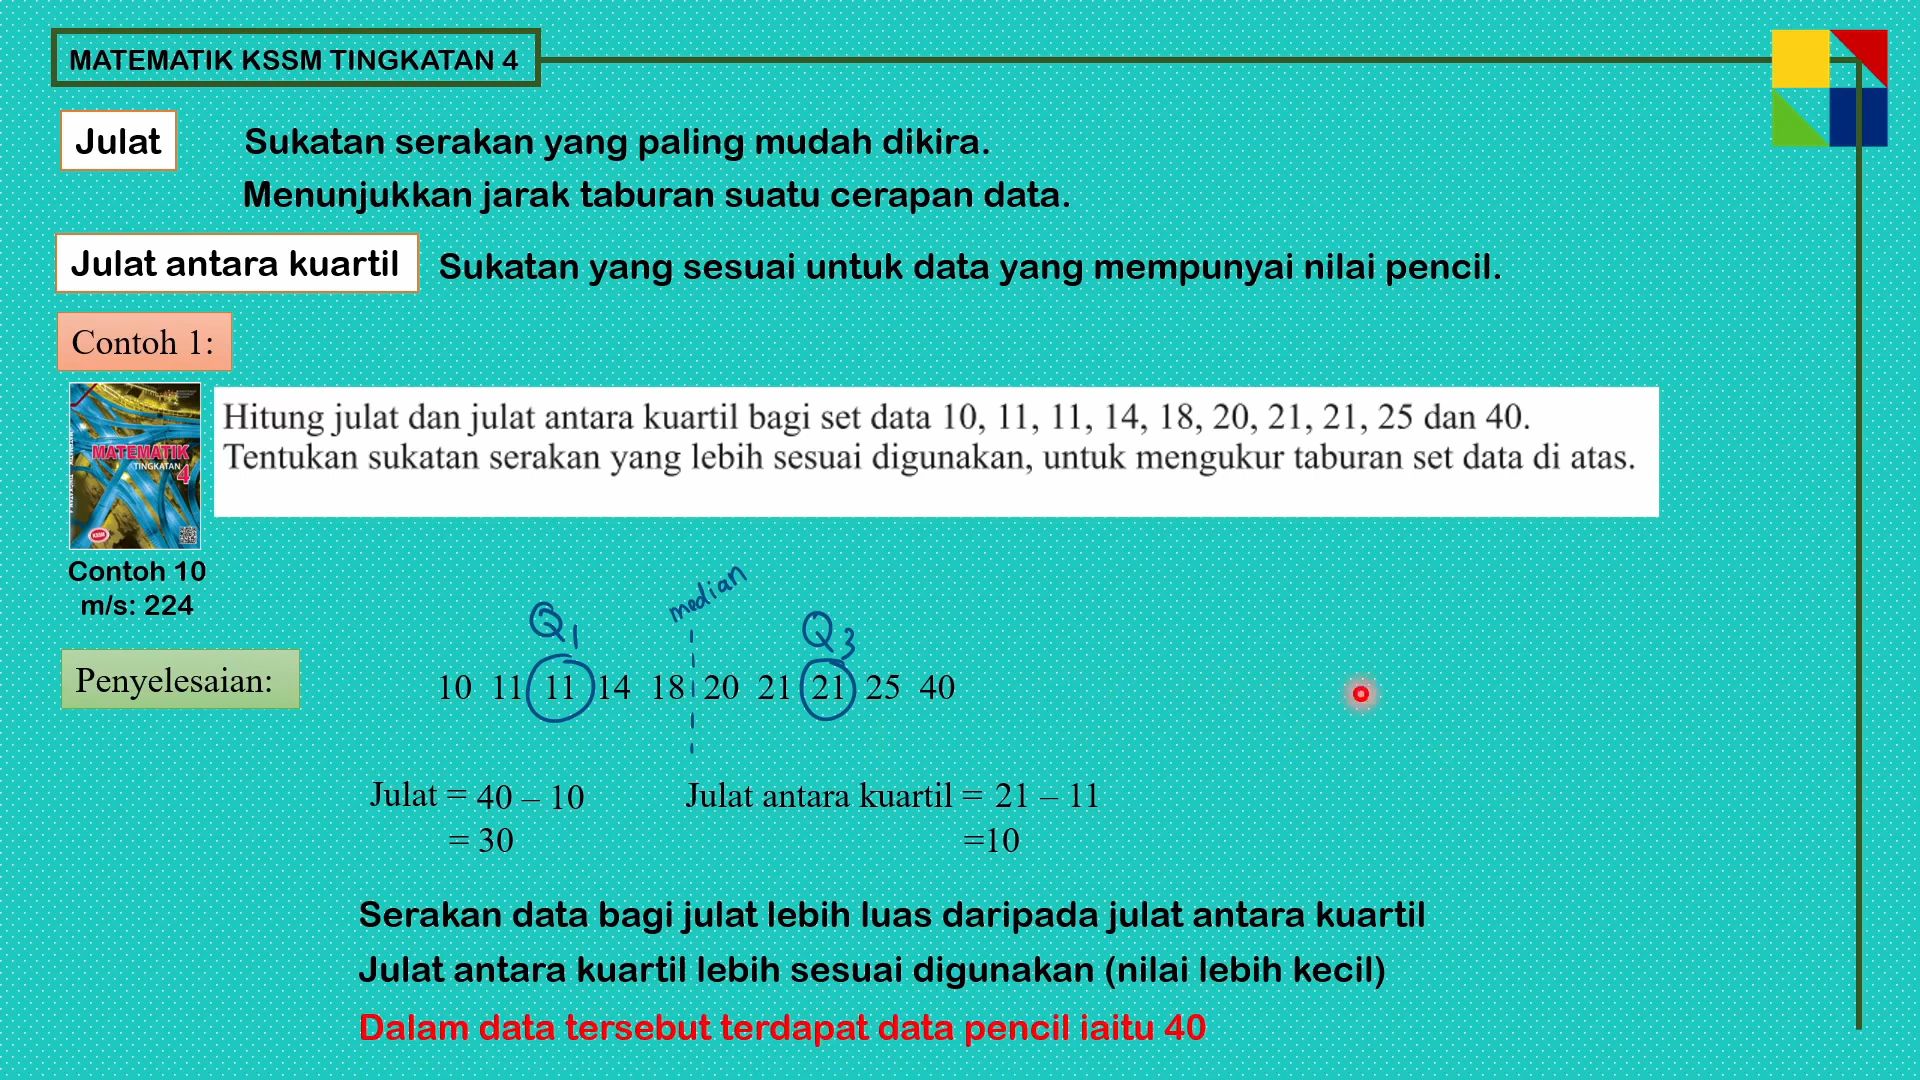 MATEMATIK KSSM TINGKATAN 4
Julat
Sukatan serakan yang paling mudah dikira.
Menunjukkan jarak taburan suatu cerapan data.
Julat antara kuartil
Sukatan yang sesuai untuk data yang mempunyai nilai pencil.
Contoh 1:
MATEMATIK
TINGKATAN
4
KSSM
Hitung julat dan julat antara kuartil bagi set data 10, 11, 11, 14, 18, 20, 21, 21, 25 dan 40.
Tentukan sukatan serakan yang lebih sesuai digunakan, untuk mengukur taburan set data di atas.
Contoh 10
m/s: 224
median
Q1
Q3
Penyelesaian:
10 11 11 14 18 20 21 21 25 40
Julat = 40 – 10
= 30
Julat antara kuartil = 21 – 11
=10
Serakan data bagi julat lebih luas daripada julat antara kuartil
Julat antara kuartil lebih sesuai digunakan (nilai lebih kecil)
Dalam data tersebut terdapat data pencil iaitu 40